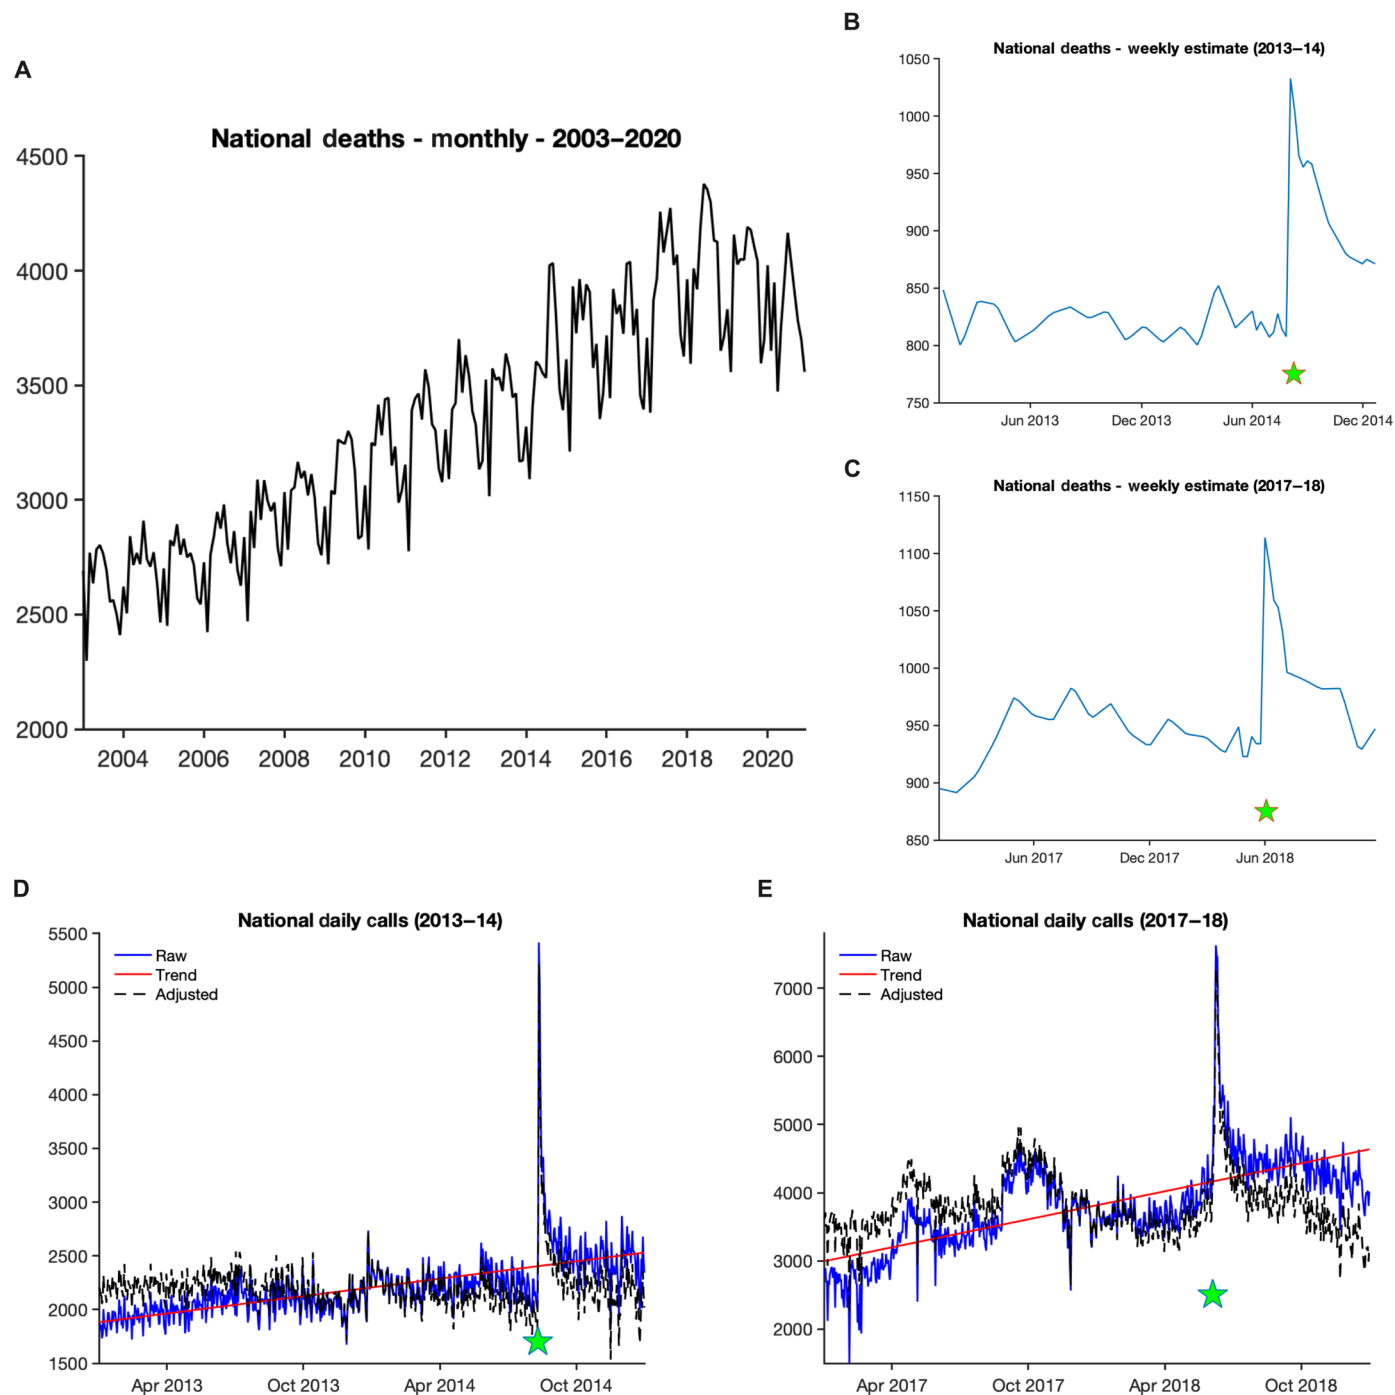 A
National deaths - monthly - 2003–2020
4500
4000
3500
3000
2500
2000
2004 2006 2008 2010 2012 2014 2016 2018 2020
B
National deaths - weekly estimate (2013–14)
1050
1000
950
900
850
800
750
Jun 2013 Dec 2013 Jun 2014 Dec 2014
C
National deaths - weekly estimate (2017–18)
1150
1100
1050
1000
950
900
850
Jun 2017 Dec 2017 Jun 2018
D
National daily calls (2013–14)
5500
5000
4500
4000
3500
3000
2500
2000
1500
Raw
Trend
Adjusted
Apr 2013 Oct 2013 Apr 2014 Oct 2014
E
National daily calls (2017–18)
7000
6000
5000
4000
3000
2000
Raw
Trend
Adjusted
Apr 2017 Oct 2017 Apr 2018 Oct 2018